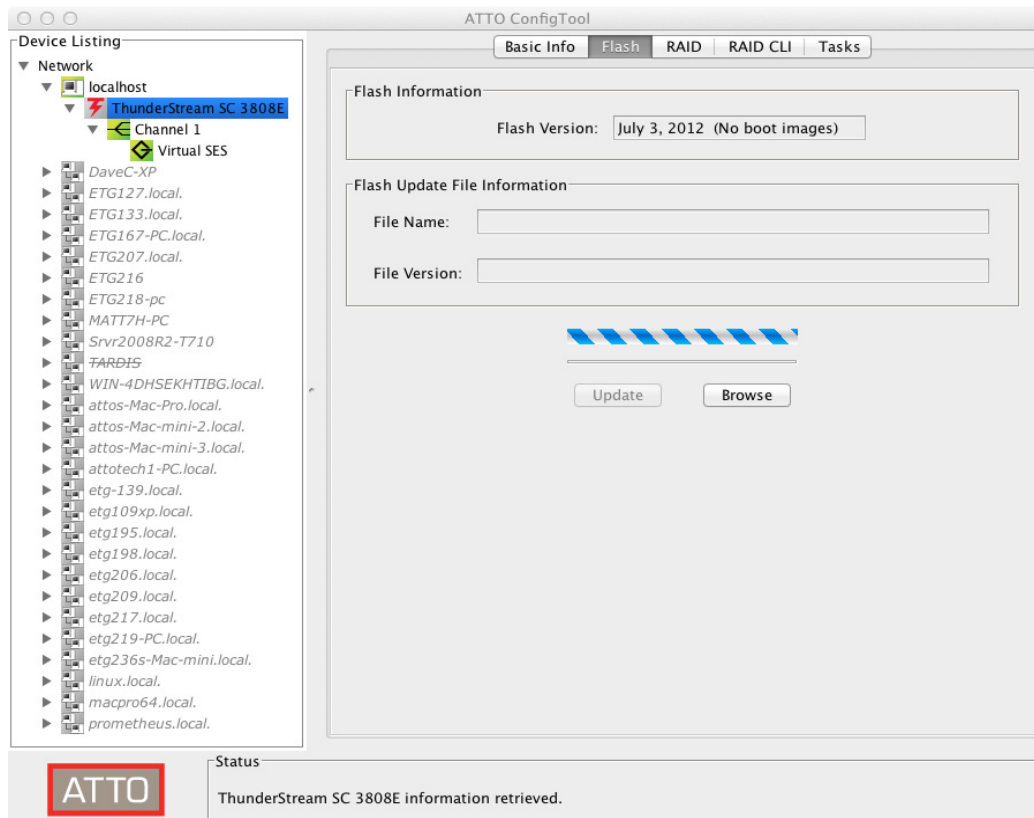 ATTO ConfigTool
Device Listing
Network
localhost
ThunderStream SC 3808E
Channel 1
Virtual SES
DaveC-XP
ETG127.local.
ETG133.local.
ETG167-PC.local.
ETG207.local.
ETG216
ETG218-pc
MATT7H-PC
Srvr2008R2-T710
TARDIS
WIN-4DHSEKHTIBG.local.
attos-Mac-Pro.local.
attos-Mac-mini-2.local.
attos-Mac-mini-3.local.
attotech1-PC.local.
etg-139.local.
etg109xp.local.
etg195.local.
etg198.local.
etg206.local.
etg209.local.
etg217.local.
etg219-PC.local.
etg236s-Mac-mini.local.
linux.local.
macpro64.local.
prometheus.local.
Basic Info Flash RAID RAID CLI Tasks
Flash Information
Flash Version: July 3, 2012 (No boot images)
Flash Update File Information
File Name:
File Version:
Update Browse
ATTO
Status
ThunderStream SC 3808E information retrieved.